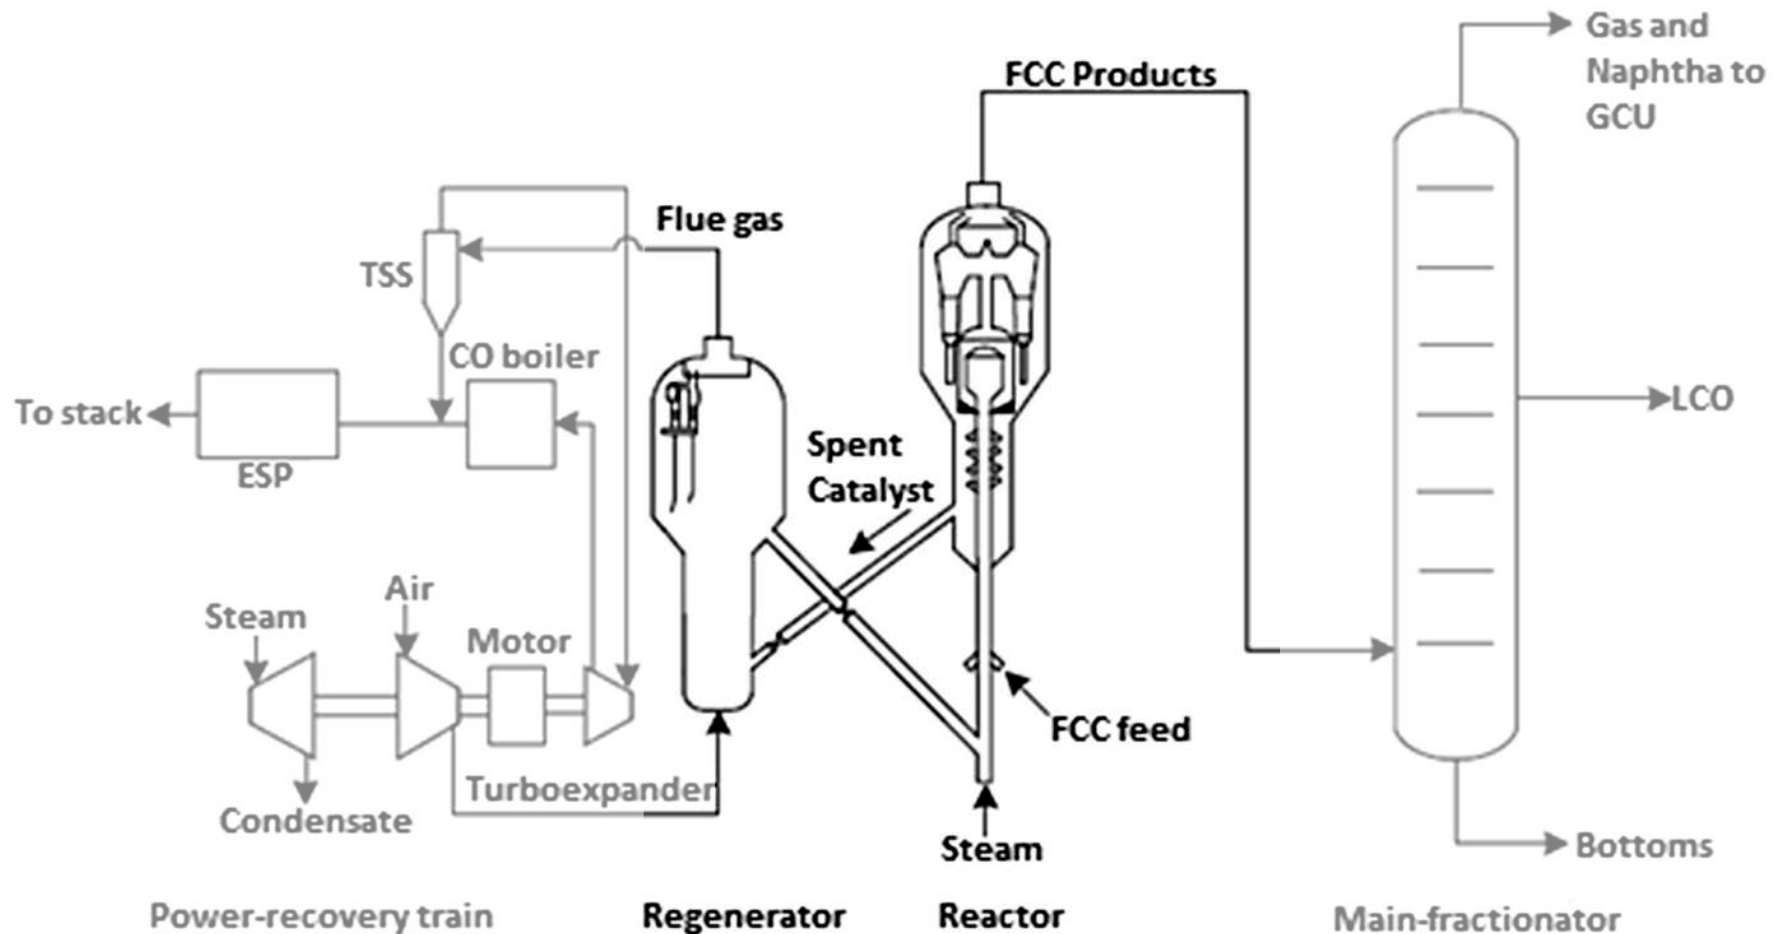 Gas and
Naphtha to
GCU
FCC Products
Flue gas
TSS
CO boiler
To stack
ESP
LCO
Spent
Catalyst
Air
Steam
Motor
FCC feed
Turboexpander
Condensate
Steam
Bottoms
Power-recovery train
Regenerator
Reactor
Main-fractionator